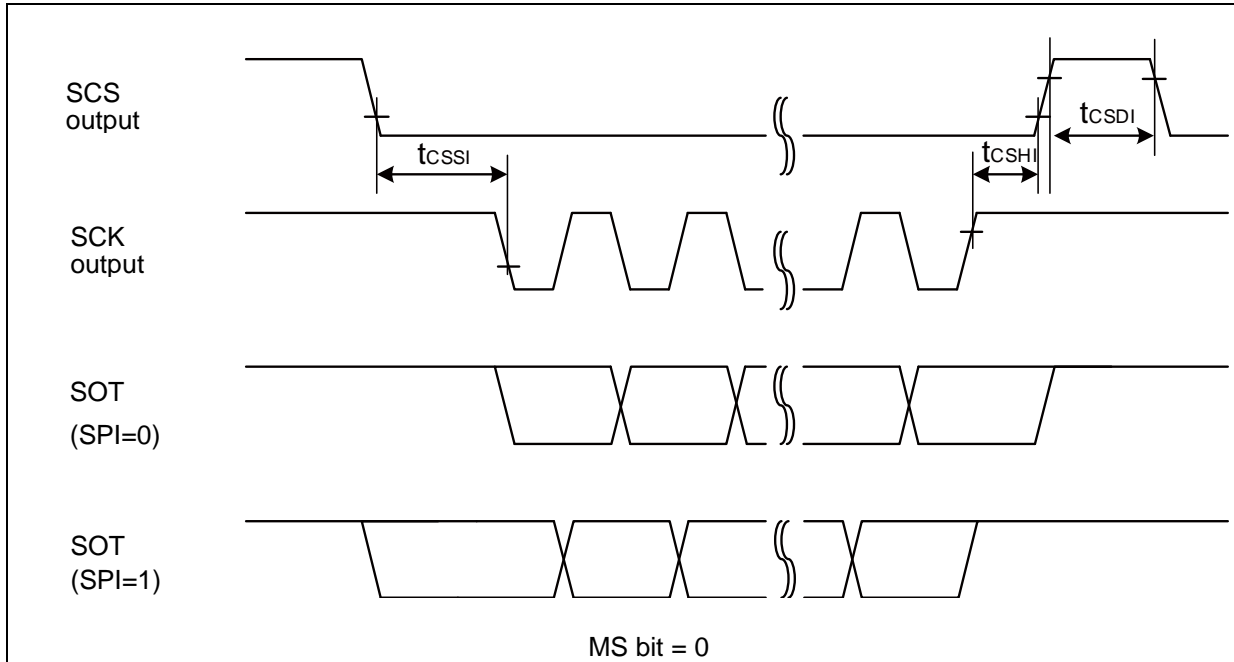 SCS
output
tCSSI
tCSHI
tCSDI
SCK
output
SOT
(SPI=0)
SOT
(SPI=1)
MS bit = 0